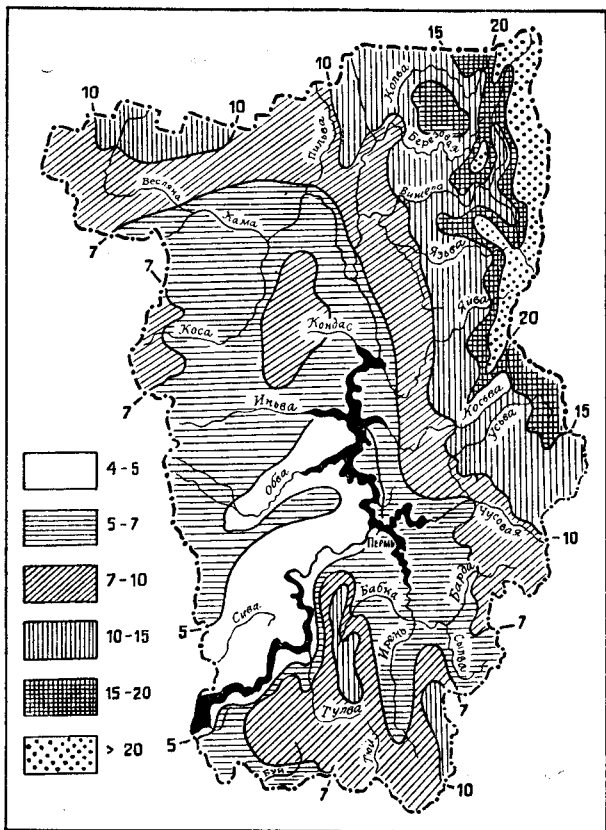 15
20
10
10
10
Колва
Березовая
Пильва
Весляна
Вишера
Кама
7
7
Язьва
Яйва
Коса
Кондас
20
7
Иньва
Косьва
Усьва
15
4-5
Обва
5-7
Чусовая
Пермь
10
7-10
Барда
Бабка
Сива
5
Ирень
Сылва
7
10-15
7
15-20
Тулва
5
Тюй
> 20
Буй
7
10